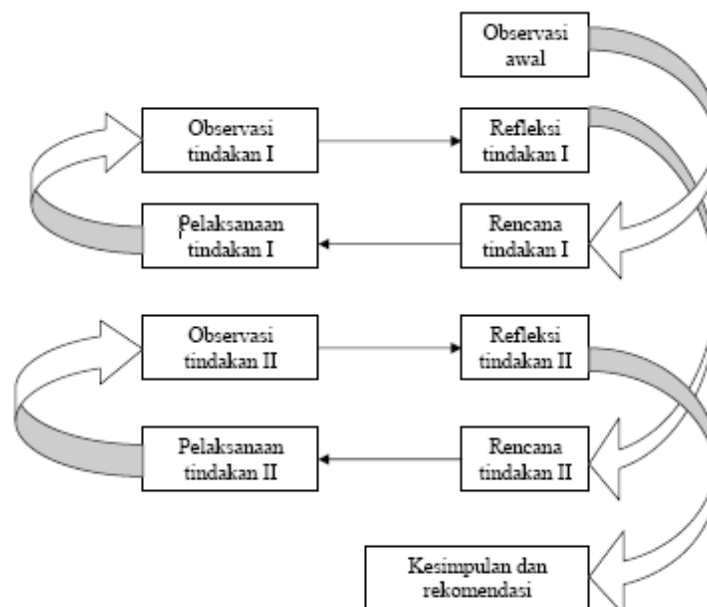 Observasi
awal
Observasi
tindakan I
Refleksi
tindakan I
Pelaksanaan
tindakan I
Rencana
tindakan I
Observasi
tindakan II
Refleksi
tindakan II
Pelaksanaan
tindakan II
Rencana
tindakan II
Kesimpulan dan
rekomendasi